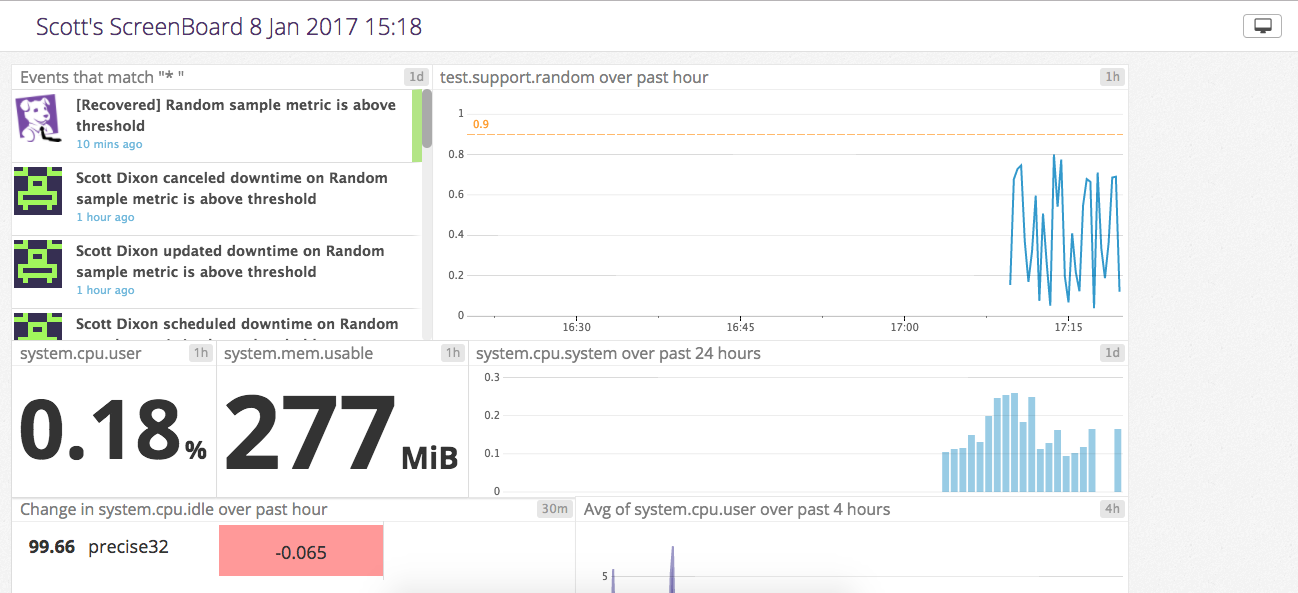 Scott's ScreenBoard 8 Jan 2017 15:18
Events that match "* "
1d
[Recovered] Random sample metric is above
threshold
10 mins ago
Scott Dixon canceled downtime on Random
sample metric is above threshold
1 hour ago
Scott Dixon updated downtime on Random
sample metric is above threshold
1 hour ago
Scott Dixon scheduled downtime on Random
test.support.random over past hour
1h
1
0.9
0.8
0.6
0.4
0.2
0
16:30 16:45 17:00 17:15
system.cpu.user
1h
0.18 %
system.mem.usable
1h
277 MiB
system.cpu.system over past 24 hours
1d
0.3
0.2
0.1
0
Change in system.cpu.idle over past hour
30m
99.66 precise32 -0.065
Avg of system.cpu.user over past 4 hours
4h
5